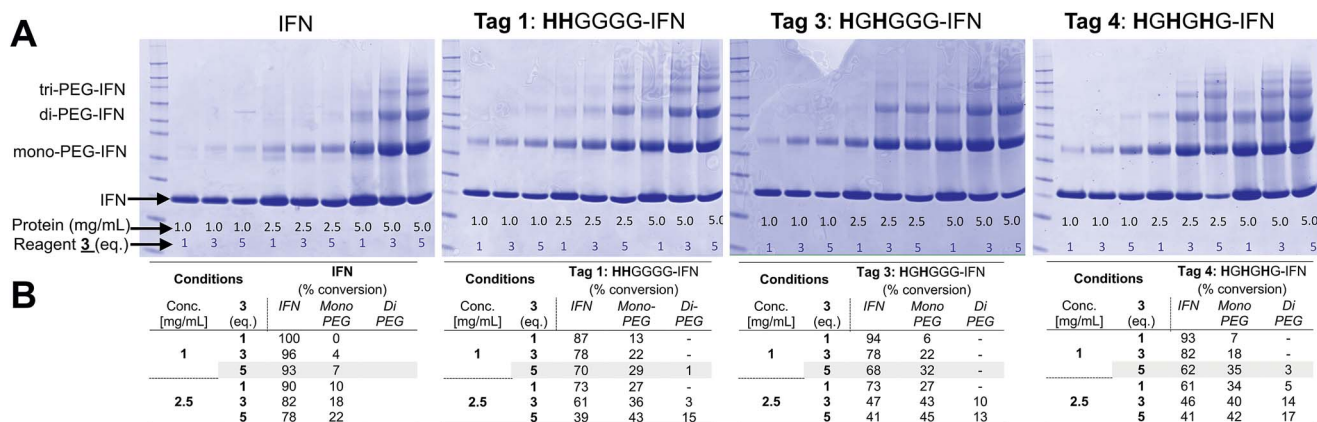 A
IFN
Tag 1: HHGGGG-IFN
Tag 3: HGHGGG-IFN
Tag 4: HGHGHG-IFN
tri-PEG-IFN
di-PEG-IFN
mono-PEG-IFN
IFN
Protein (mg/mL)
1.0 1.0 1.0 2.5 2.5 2.5 5.0 5.0 5.0
1.0 1.0 1.0 2.5 2.5 2.5 5.0 5.0 5.0
1.0 1.0 1.0 2.5 2.5 2.5 5.0 5.0 5.0
1.0 1.0 1.0 2.5 2.5 2.5 5.0 5.0 5.0
Reagent 3 (eq.)
1 3 5 1 3 5 1 3 5
1 3 5 1 3 5 1 3 5
1 3 5 1 3 5 1 3 5
1 3 5 1 3 5 1 3 5
B
Conditions IFN
(% conversion)
Conc. 3 IFN Mono Di
[mg/mL] (eq.) PEG PEG
1 100 0
1 3 96 4
5 93 7
1 90 10
2.5 3 82 18
5 78 22
Conditions Tag 1: HHGGGG-IFN
(% conversion)
Conc. 3 IFN Mono- Di-
[mg/mL] (eq.) PEG PEG
1 87 13 -
1 3 78 22 -
5 70 29 1
1 73 27 -
2.5 3 61 36 3
5 39 43 15
Conditions Tag 3: HGHGGG-IFN
(% conversion)
Conc. 3 IFN Mono Di
[mg/mL] (eq.) PEG PEG
1 94 6 -
1 3 78 22 -
5 68 32 -
1 73 27 -
2.5 3 47 43 10
5 41 45 13
Conditions Tag 4: HGHGHG-IFN
(% conversion)
Conc. 3 IFN Mono Di
[mg/mL] (eq.) PEG PEG
1 93 7 -
1 3 82 18 -
5 62 35 3
1 61 34 5
2.5 3 46 40 14
5 41 42 17